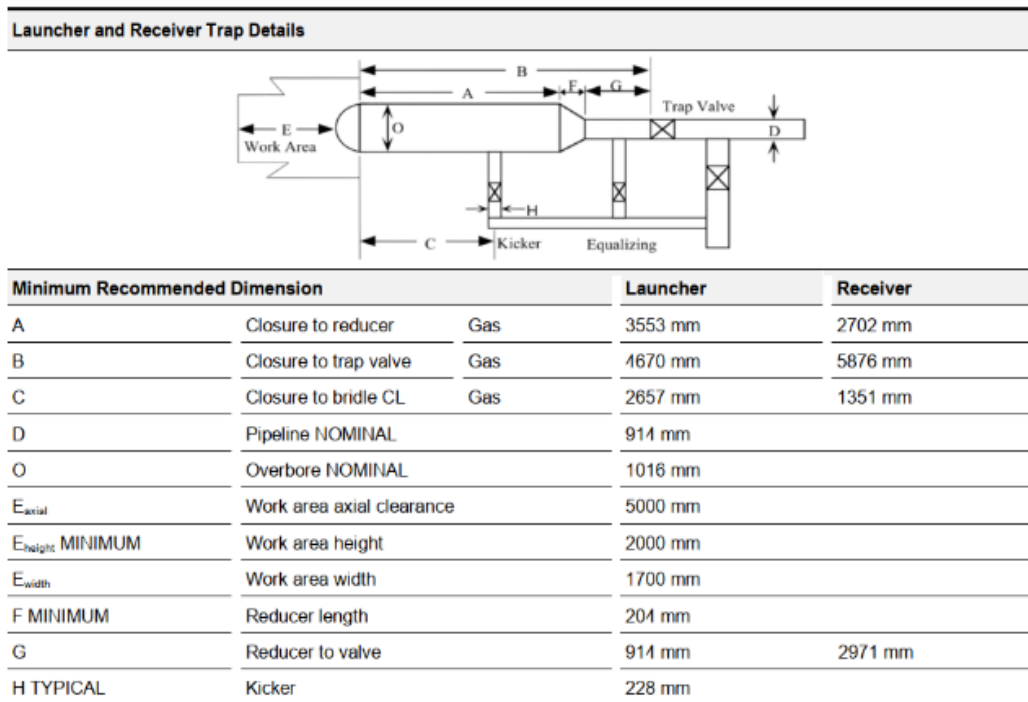 Launcher and Receiver Trap Details
B
A
F
G
Trap Valve
E
O
D
Work Area
H
C
Kicker
Equalizing
Minimum Recommended Dimension Launcher Receiver
A Closure to reducer Gas 3553 mm 2702 mm
B Closure to trap valve Gas 4670 mm 5876 mm
C Closure to bridle CL Gas 2657 mm 1351 mm
D Pipeline NOMINAL 914 mm
O Overbore NOMINAL 1016 mm
Eaxial Work area axial clearance 5000 mm
Eheight MINIMUM Work area height 2000 mm
Ewidth Work area width 1700 mm
F MINIMUM Reducer length 204 mm
G Reducer to valve 914 mm 2971 mm
H TYPICAL Kicker 228 mm